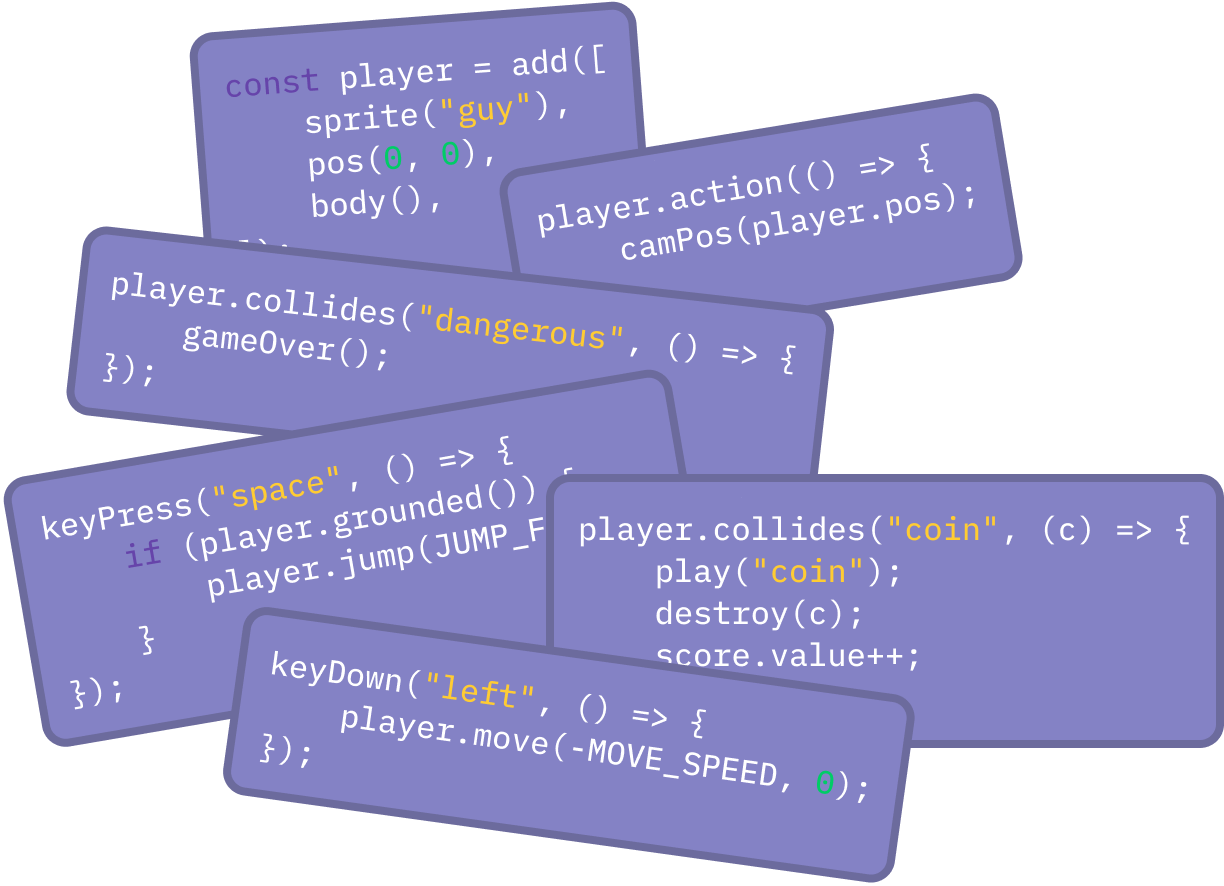 const player = add([
    sprite("guy"),
    pos(0, 0),
    body(),
player.action(() => {
    camPos(player.pos);
player.collides("dangerous", () => {
    gameOver();
});
keyPress("space", () => {
    if (player.grounded())
        player.jump(JUMP_F
    }
});
player.collides("coin", (c) => {
    play("coin");
    destroy(c);
    score.value++;
keyDown("left", () => {
    player.move(-MOVE_SPEED, 0);
});